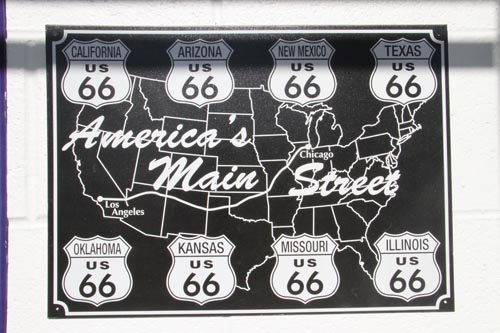 CALIFORNIA
US
66
ARIZONA
US
66
NEW MEXICO
US
66
TEXAS
US
66
America's
Main Street
Chicago
Los
Angeles
OKLAHOMA
US
66
KANSAS
US
66
MISSOURI
US
66
ILLINOIS
US
66